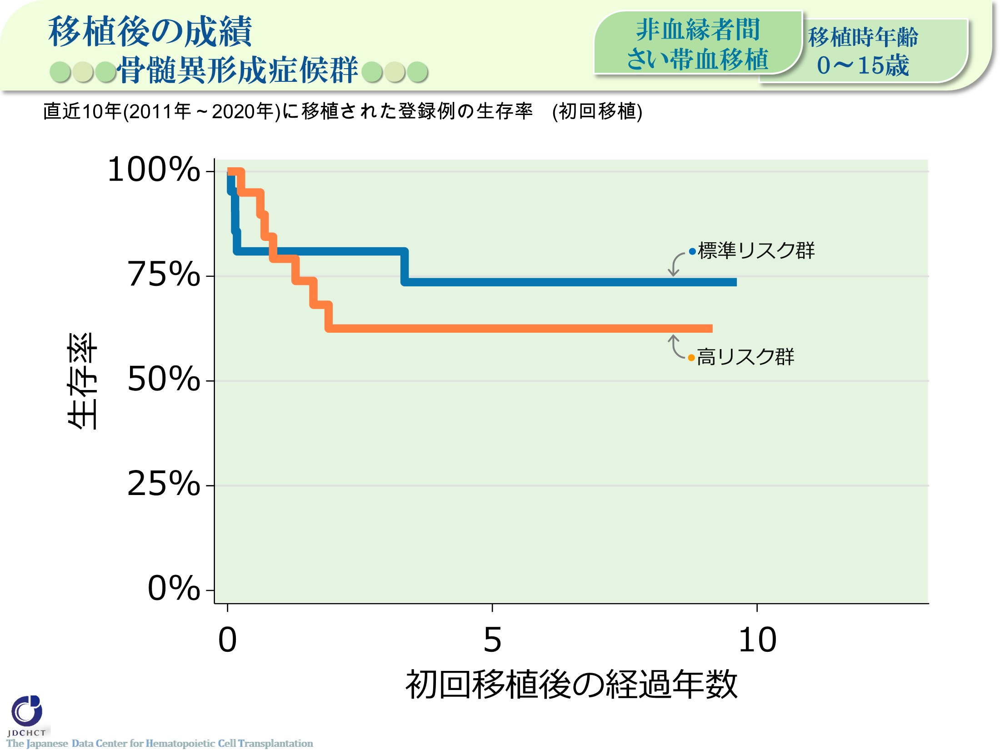 移植後の成績
骨髄異形成症候群
非血縁者間
さい帯血移植
移植時年齢
0〜15歳
直近10年(2011年～2020年)に移植された登録例の生存率　(初回移植)
100%
75%
50%
25%
0%
生存率
標準リスク群
高リスク群
0 5 10
初回移植後の経過年数
JDCHCT
The Japanese Data Center for Hematopoietic Cell Transplantation